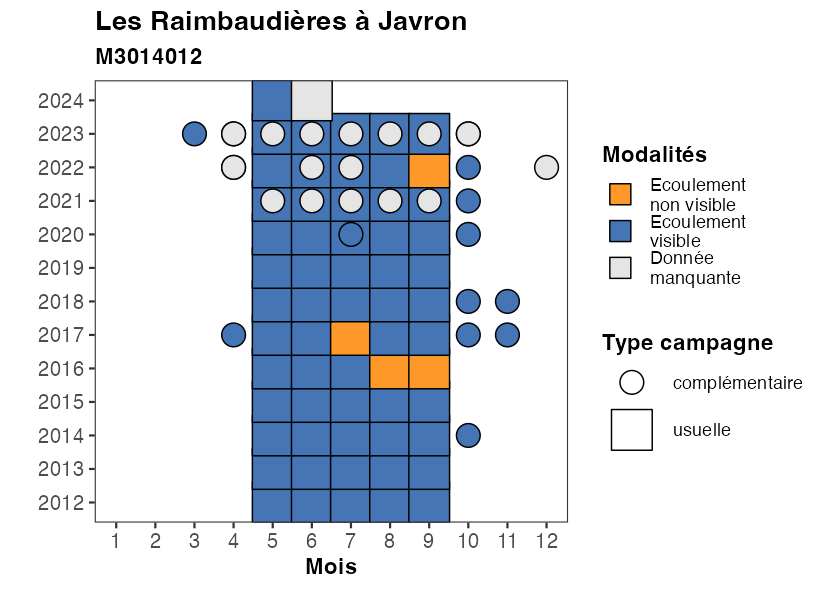 Les Raimbaudières à Javron
M3014012
2024
2023
2022
2021
2020
2019
2018
2017
2016
2015
2014
2013
2012
1 2 3 4 5 6 7 8 9 10 11 12
Mois
Modalités
Ecoulement
non visible
Ecoulement
visible
Donnée
manquante
Type campagne
complémentaire
usuelle